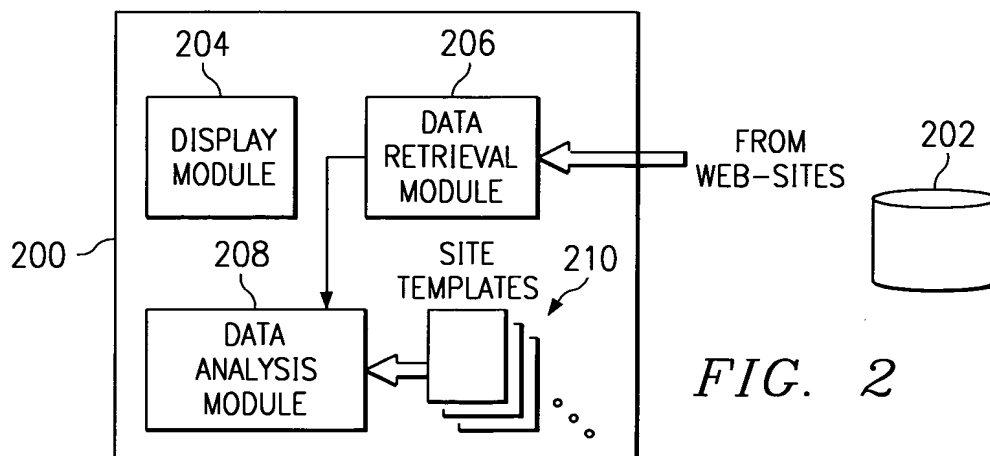 204
206
DISPLAY
MODULE
DATA
RETRIEVAL
MODULE
FROM
WEB-SITES
202
200
208
DATA
ANALYSIS
MODULE
SITE
TEMPLATES
210
FIG. 2